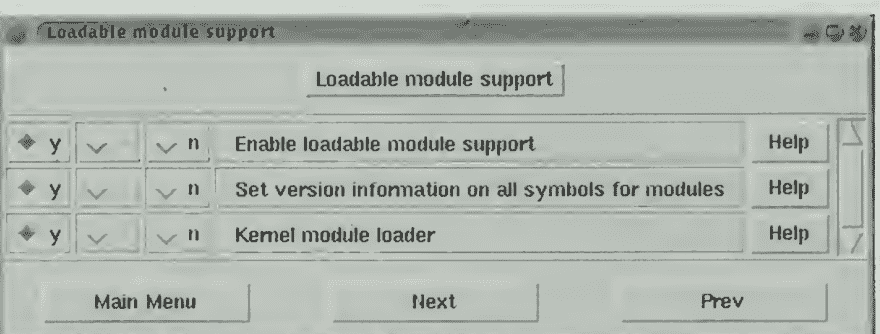 Loadable module support
Loadable module support
y n Enable loadable module support Help
y n Set version information on all symbols for modules Help
y n Kernel module loader Help
Main Menu Next Prev